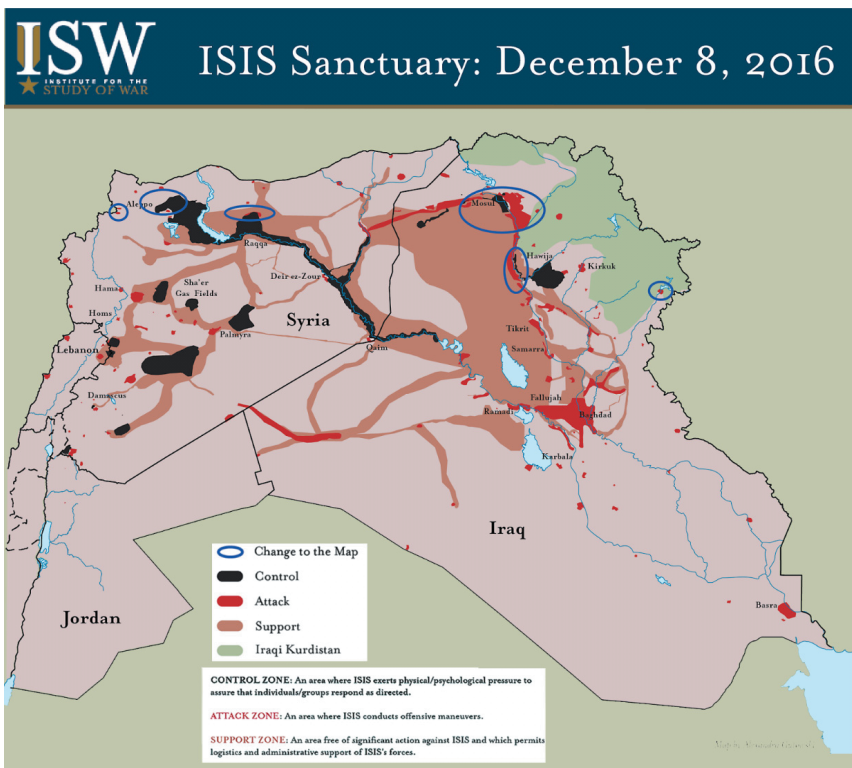 ISW
INSTITUTE FOR THE
STUDY OF WAR
ISIS Sanctuary: December 8, 2016
Aleppo
Mosul
Raqqa
Hawija
Kirkuk
Deir ez-Zour
Hama
Sha'er
Gas Fields
Homs
Syria
Palmyra
Tikrit
Lebanon
Qaim
Samarra
Damascus
Fallujah
Ramadi
Baghdad
Karbala
Iraq
Change to the Map
Control
Attack
Support
Iraqi Kurdistan
Jordan
Basra
CONTROL ZONE: An area where ISIS exerts physical/psychological pressure to
assure that individuals/groups respond as directed.
ATTACK ZONE: An area where ISIS conducts offensive maneuvers.
SUPPORT ZONE: An area free of significant action against ISIS and which permits
logistics and administrative support of ISIS's forces.